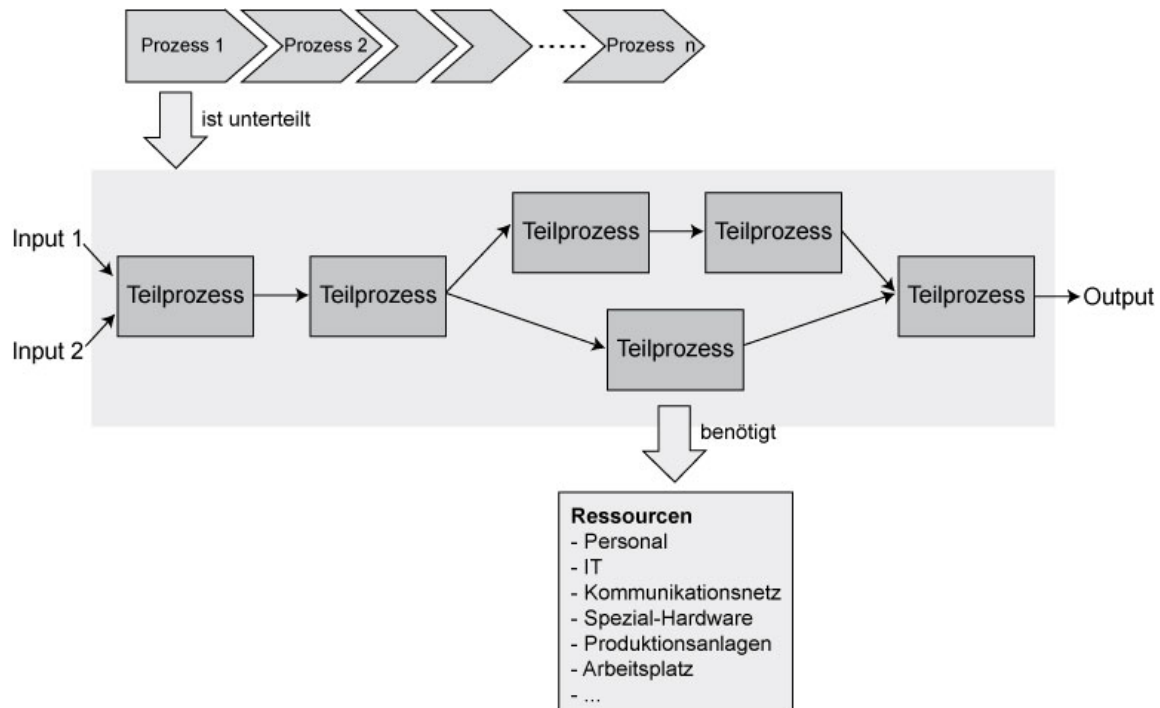 Prozess 1
Prozess 2
Prozess n
ist unterteilt
Input 1
Input 2
Teilprozess
Teilprozess
Teilprozess
Teilprozess
Teilprozess
Teilprozess
Output
benötigt
Ressourcen
- Personal
- IT
- Kommunikationsnetz
- Spezial-Hardware
- Produktionsanlagen
- Arbeitsplatz
- ...